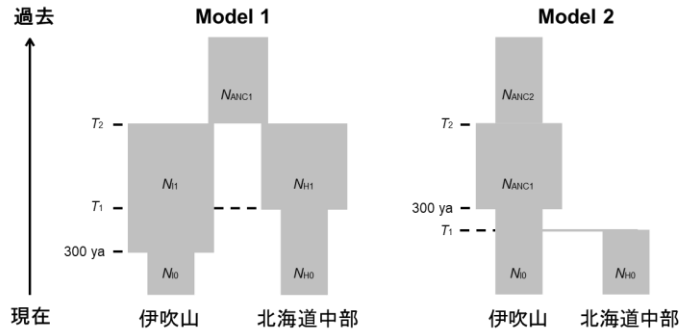 過去
Model 1
Model 2
NANC1
NANC2
T2
T2
NI1
NH1
NANC1
T1
300 ya
T1
300 ya
NI0
NH0
NI0
NH0
現在
伊吹山
北海道中部
伊吹山
北海道中部